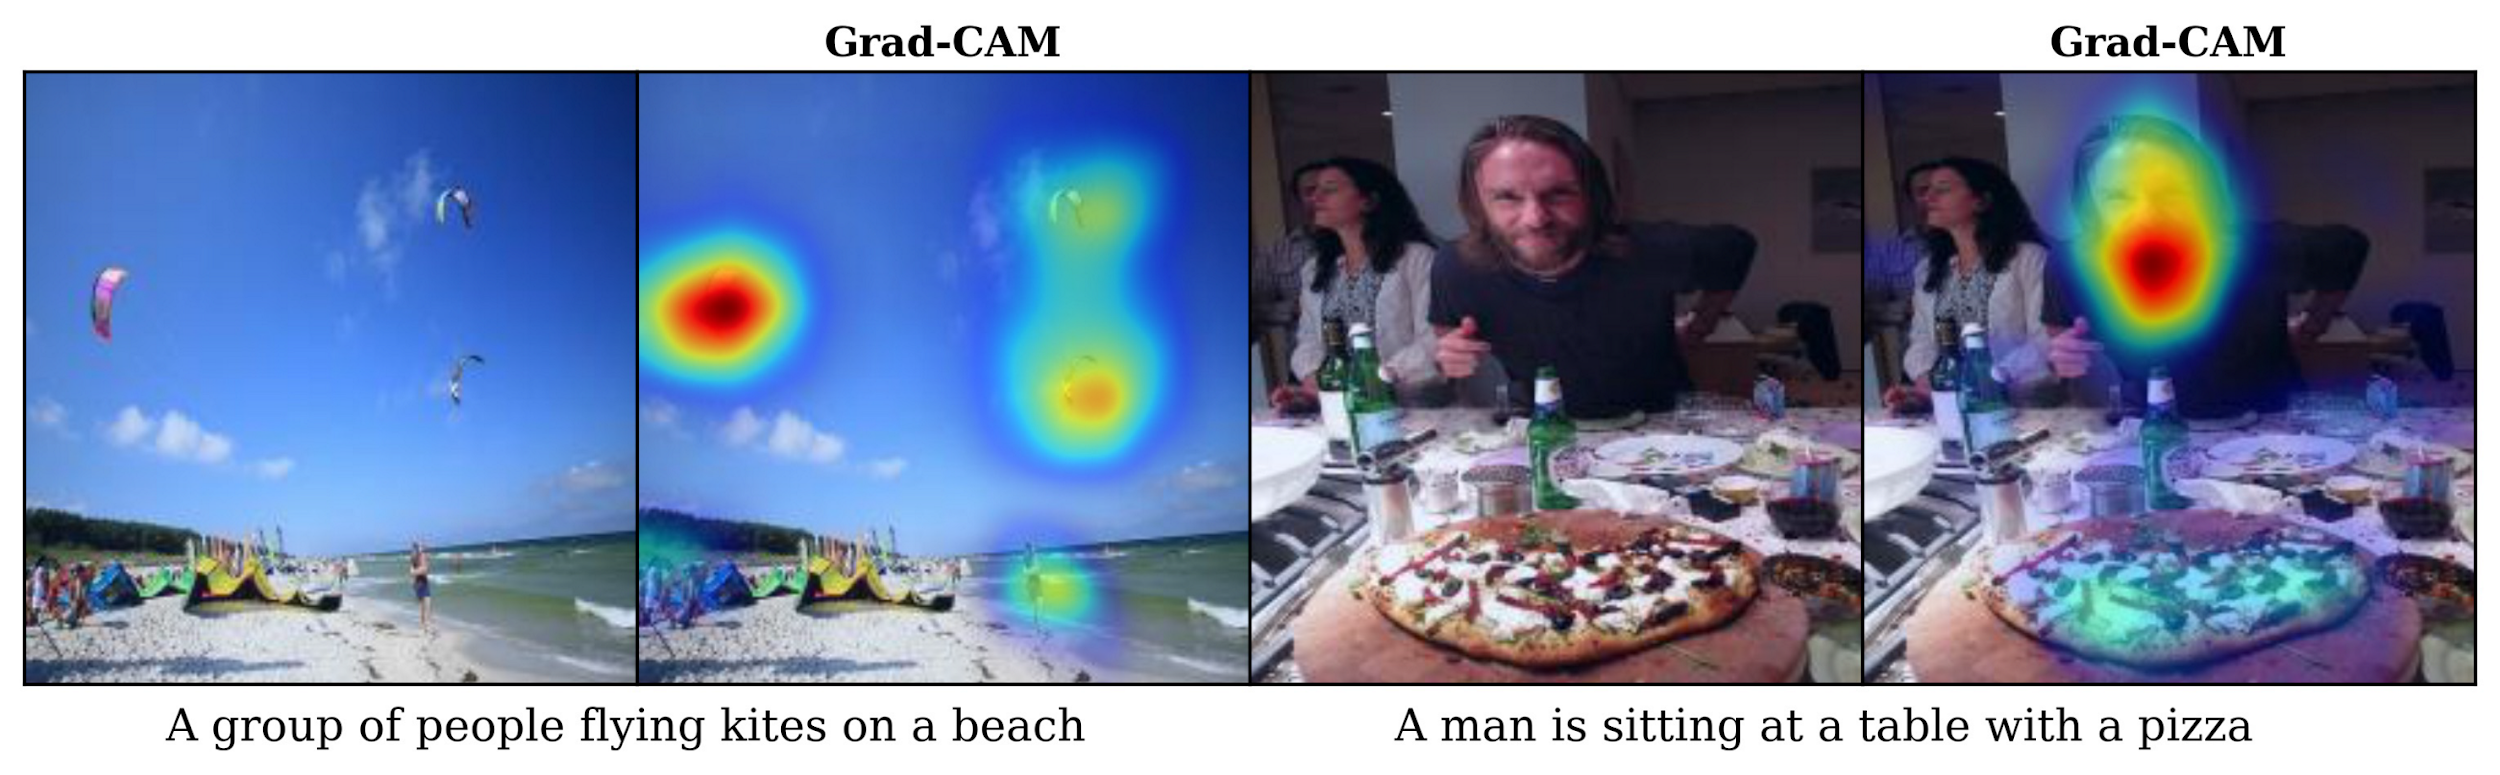 Grad-CAM
Grad-CAM
A group of people flying kites on a beach
A man is sitting at a table with a pizza